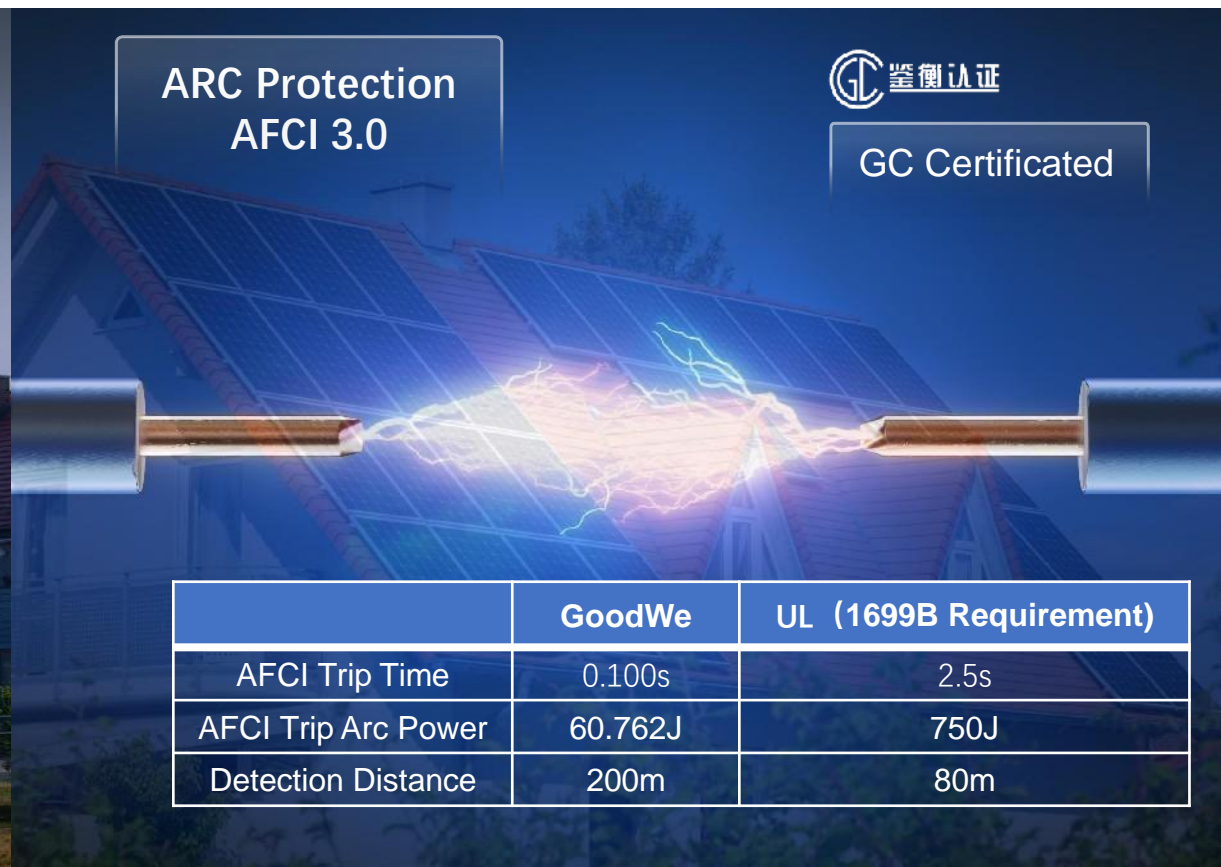 ARC Protection
AFCI 3.0
GC 鉴衡认证
GC Certificated
GoodWe UL（1699B Requirement)
AFCI Trip Time 0.100s 2.5s
AFCI Trip Arc Power 60.762J 750J
Detection Distance 200m 80m